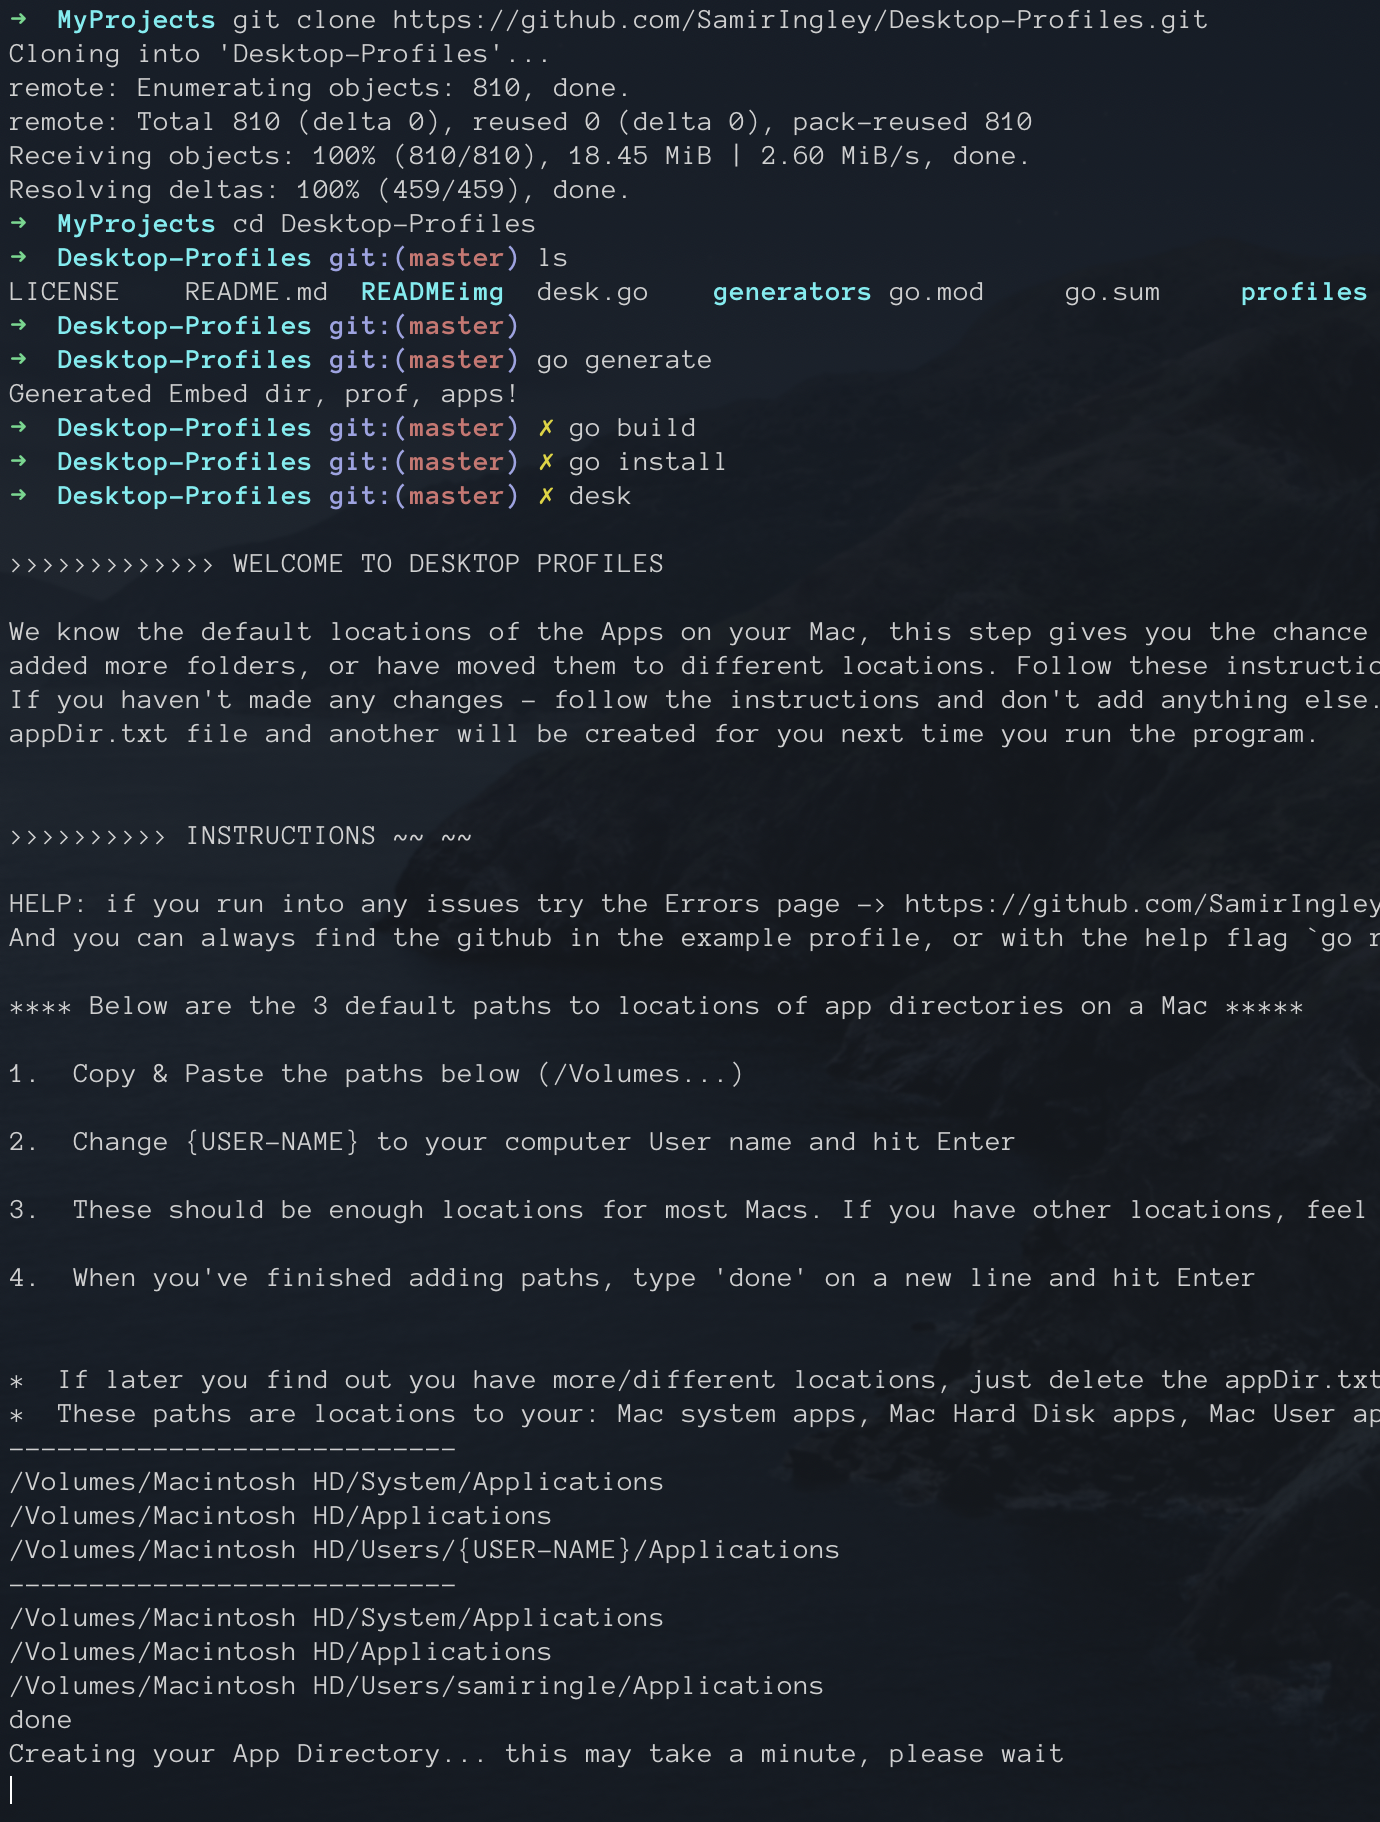 ➜  MyProjects git clone https://github.com/SamirIngley/Desktop-Profiles.git
Cloning into 'Desktop-Profiles'...
remote: Enumerating objects: 810, done.
remote: Total 810 (delta 0), reused 0 (delta 0), pack-reused 810
Receiving objects: 100% (810/810), 18.45 MiB | 2.60 MiB/s, done.
Resolving deltas: 100% (459/459), done.
➜  MyProjects cd Desktop-Profiles
➜  Desktop-Profiles git:(master) ls
LICENSE    README.md  READMEimg  desk.go    generators go.mod     go.sum     profiles
➜  Desktop-Profiles git:(master)
➜  Desktop-Profiles git:(master) go generate
Generated Embed dir, prof, apps!
➜  Desktop-Profiles git:(master) ✗ go build
➜  Desktop-Profiles git:(master) ✗ go install
➜  Desktop-Profiles git:(master) ✗ desk
>>>>>>>>>>>>> WELCOME TO DESKTOP PROFILES
We know the default locations of the Apps on your Mac, this step gives you the chance
added more folders, or have moved them to different locations. Follow these instructio
If you haven't made any changes - follow the instructions and don't add anything else.
appDir.txt file and another will be created for you next time you run the program.
>>>>>>>>>> INSTRUCTIONS ~~ ~~
HELP: if you run into any issues try the Errors page -> https://github.com/SamirIngley
And you can always find the github in the example profile, or with the help flag `go r
**** Below are the 3 default paths to locations of app directories on a Mac *****
1.  Copy & Paste the paths below (/Volumes...)
2.  Change {USER-NAME} to your computer User name and hit Enter
3.  These should be enough locations for most Macs. If you have other locations, feel
4.  When you've finished adding paths, type 'done' on a new line and hit Enter
*  If later you find out you have more/different locations, just delete the appDir.txt
*  These paths are locations to your: Mac system apps, Mac Hard Disk apps, Mac User ap
----------------------------
/Volumes/Macintosh HD/System/Applications
/Volumes/Macintosh HD/Applications
/Volumes/Macintosh HD/Users/{USER-NAME}/Applications
----------------------------
/Volumes/Macintosh HD/System/Applications
/Volumes/Macintosh HD/Applications
/Volumes/Macintosh HD/Users/samiringle/Applications
done
Creating your App Directory... this may take a minute, please wait